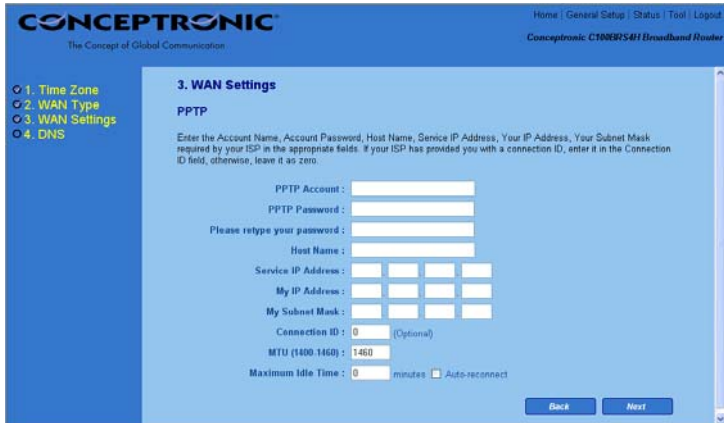 CONCEPTRONIC
The Concept of Global Communication
Home | General Setup | Status | Tool | Logout
Conceptronic C100BRS4H Broadband Router
1. Time Zone
2. WAN Type
3. WAN Settings
4. DNS
3. WAN Settings
PPTP
Enter the Account Name, Account Password, Host Name, Service IP Address, Your IP Address, Your Subnet Mask
required by your ISP in the appropriate fields. If your ISP has provided you with a connection ID, enter it in the Connection
ID field, otherwise, leave it as zero.
PPTP Account :
PPTP Password :
Please retype your password :
Host Name :
Service IP Address : . . .
My IP Address : . . .
My Subnet Mask : . . .
Connection ID : 0 (Optional)
MTU (1400-1460) : 1460
Maximum Idle Time : 0 minutes Auto-reconnect
Back Next